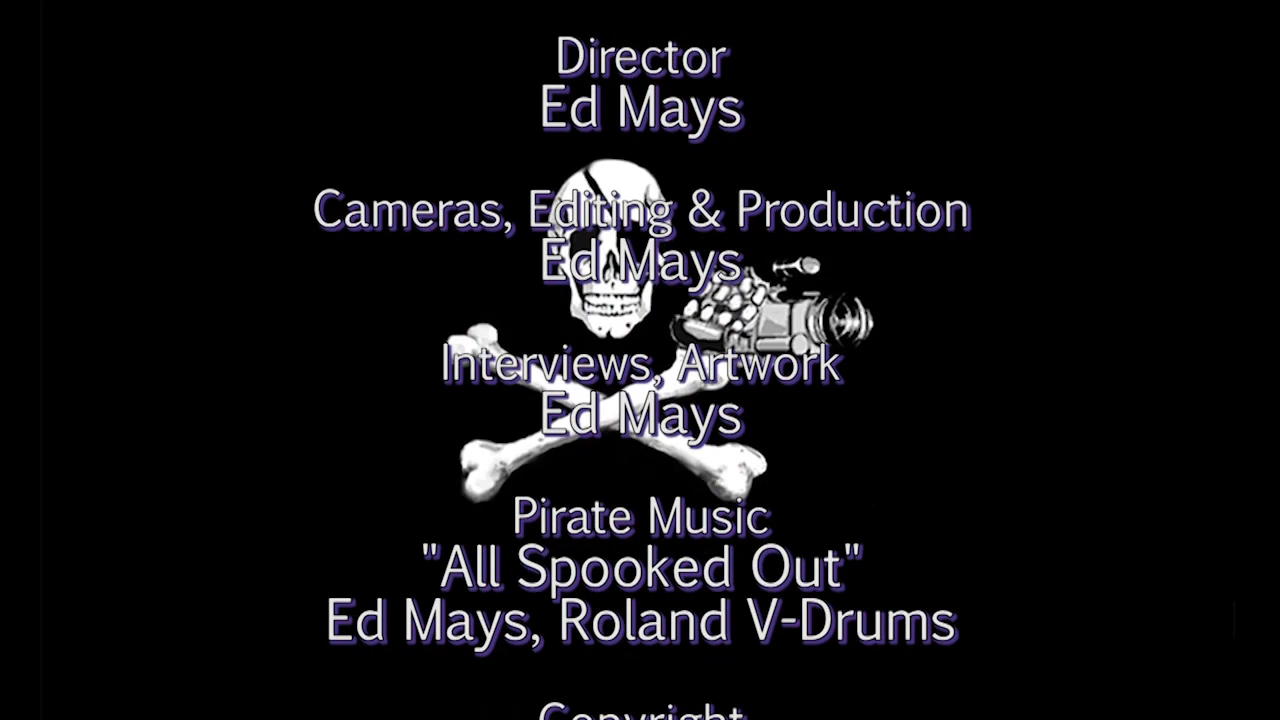 Director
Ed Mays
Cameras, Editing & Production
Ed Mays
Interviews, Artwork
Ed Mays
Pirate Music
"All Spooked Out"
Ed Mays, Roland V-Drums
Copyright